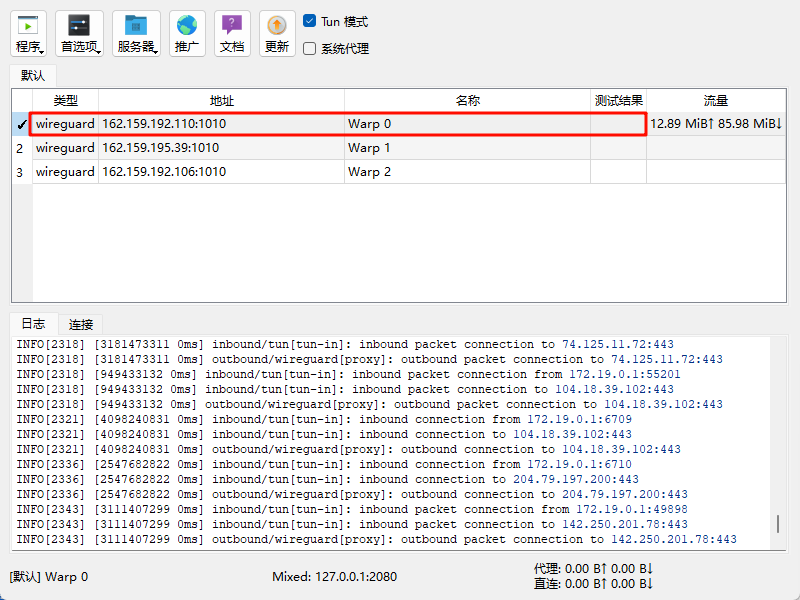 Tun 模式
程序 首选项 服务器 推广 文档 更新 系统代理
默认
类型 地址 名称 测试结果 流量
✓ wireguard 162.159.192.110:1010 Warp 0 12.89 MiB↑ 85.98 MiB↓
2 wireguard 162.159.195.39:1010 Warp 1
3 wireguard 162.159.192.106:1010 Warp 2
日志 连接
INFO[2318] [3181473311 0ms] inbound/tun[tun-in]: inbound packet connection to 74.125.11.72:443
INFO[2318] [3181473311 0ms] outbound/wireguard[proxy]: outbound packet connection to 74.125.11.72:443
INFO[2318] [949433132 0ms] inbound/tun[tun-in]: inbound packet connection from 172.19.0.1:55201
INFO[2318] [949433132 0ms] inbound/tun[tun-in]: inbound packet connection to 104.18.39.102:443
INFO[2318] [949433132 0ms] outbound/wireguard[proxy]: outbound packet connection to 104.18.39.102:443
INFO[2321] [4098240831 0ms] inbound/tun[tun-in]: inbound connection from 172.19.0.1:6709
INFO[2321] [4098240831 0ms] inbound/tun[tun-in]: inbound connection to 104.18.39.102:443
INFO[2321] [4098240831 0ms] outbound/wireguard[proxy]: outbound connection to 104.18.39.102:443
INFO[2336] [2547682822 0ms] inbound/tun[tun-in]: inbound connection from 172.19.0.1:6710
INFO[2336] [2547682822 0ms] inbound/tun[tun-in]: inbound connection to 204.79.197.200:443
INFO[2336] [2547682822 0ms] outbound/wireguard[proxy]: outbound connection to 204.79.197.200:443
INFO[2343] [3111407299 0ms] inbound/tun[tun-in]: inbound packet connection from 172.19.0.1:49898
INFO[2343] [3111407299 0ms] inbound/tun[tun-in]: inbound packet connection to 142.250.201.78:443
INFO[2343] [3111407299 0ms] outbound/wireguard[proxy]: outbound packet connection to 142.250.201.78:443
代理: 0.00 B↑ 0.00 B↓
[默认] Warp 0 Mixed: 127.0.0.1:2080
直连: 0.00 B↑ 0.00 B↓